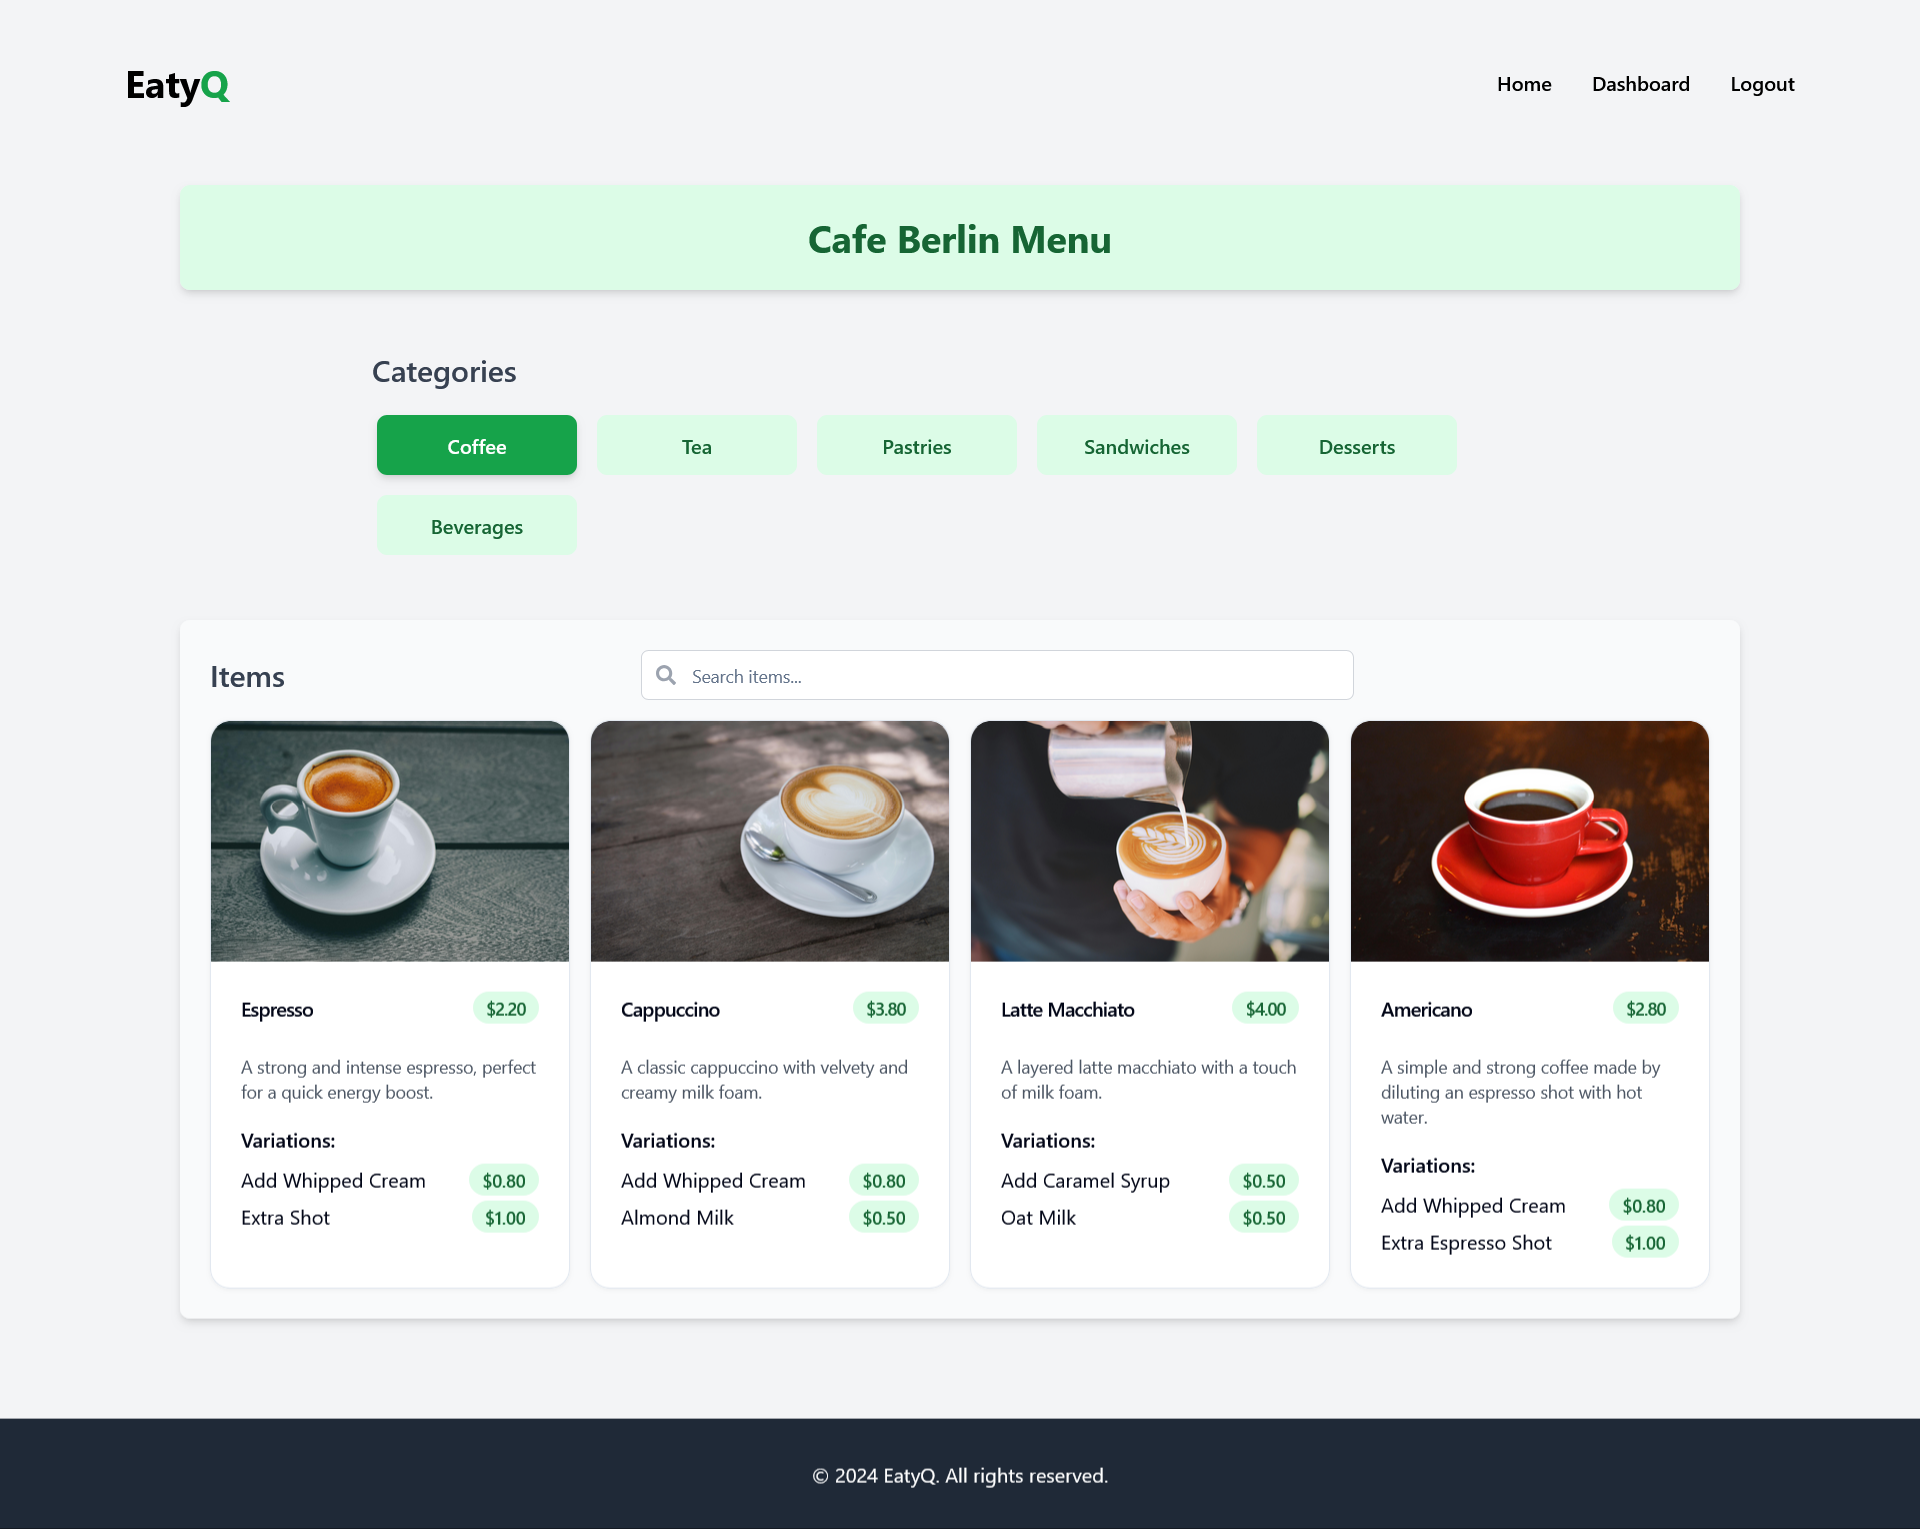 EatyQ
Home Dashboard Logout
Cafe Berlin Menu
Categories
Coffee Tea Pastries Sandwiches Desserts
Beverages
Items
Search items...
Espresso $2.20
A strong and intense espresso, perfect
for a quick energy boost.
Variations:
Add Whipped Cream $0.80
Extra Shot $1.00
Cappuccino $3.80
A classic cappuccino with velvety and
creamy milk foam.
Variations:
Add Whipped Cream $0.80
Almond Milk $0.50
Latte Macchiato $4.00
A layered latte macchiato with a touch
of milk foam.
Variations:
Add Caramel Syrup $0.50
Oat Milk $0.50
Americano $2.80
A simple and strong coffee made by
diluting an espresso shot with hot
water.
Variations:
Add Whipped Cream $0.80
Extra Espresso Shot $1.00
© 2024 EatyQ. All rights reserved.